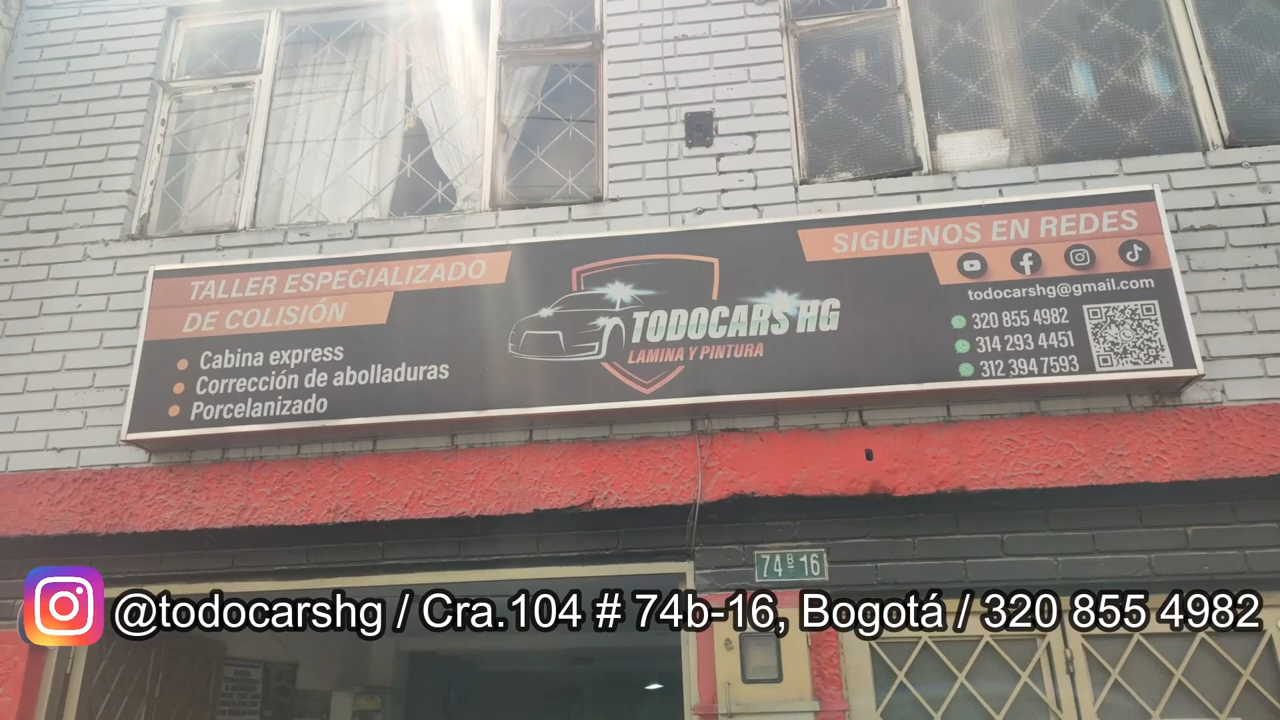 TALLER ESPECIALIZADO
DE COLISIÓN
Cabina express
Corrección de abolladuras
Porcelanizado
TODOCARS HG
LAMINA Y PINTURA
SIGUENOS EN REDES
todocarshg@gmail.com
320 855 4982
314 293 4451
312 394 7593
74 B 16
@todocarshg / Cra.104 # 74b-16, Bogotá / 320 855 4982